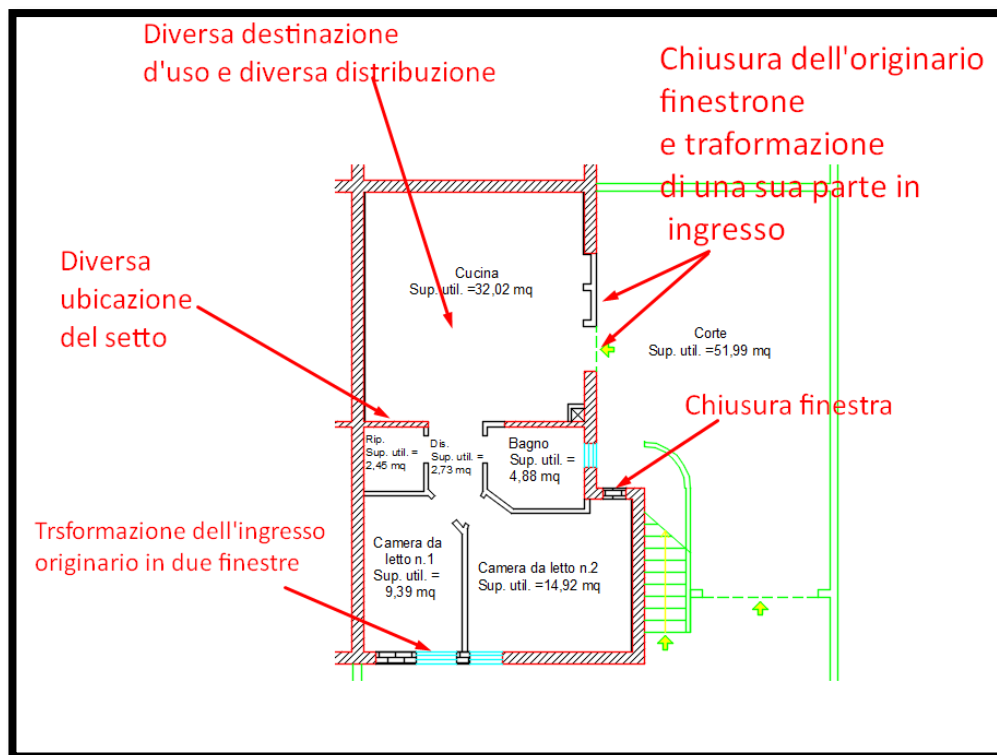 Diversa destinazione
d'uso e diversa distribuzione
Chiusura dell'originario
finestrone
e traformazione
di una sua parte in
ingresso
Diversa
ubicazione
del setto
Cucina
Sup. util. =32,02 mq
Corte
Sup. util. =51,99 mq
Chiusura finestra
Rip.
Sup. util. =
2,45 mq
Dis.
Sup. util. =
2,73 mq
Bagno
Sup. util. =
4,88 mq
Trsformazione dell'ingresso
originario in due finestre
Camera da
letto n.1
Sup. util. =
9,39 mq
Camera da letto n.2
Sup. util. =14,92 mq